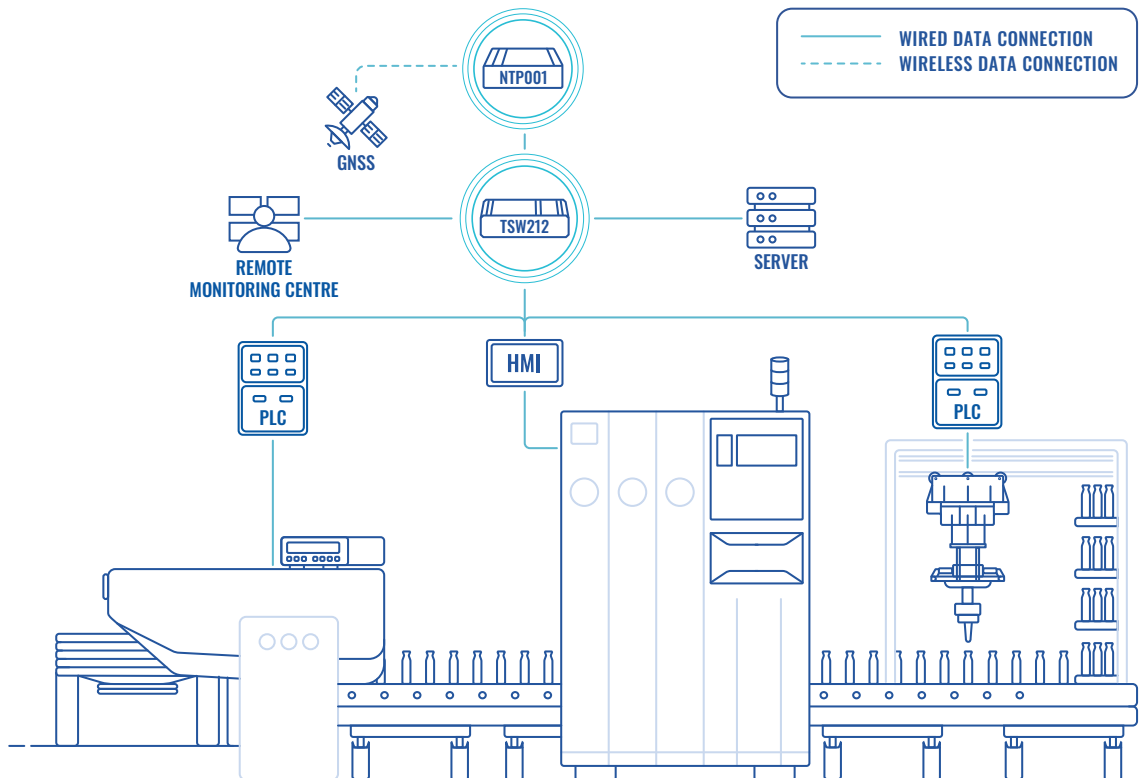 WIRED DATA CONNECTION
WIRELESS DATA CONNECTION
NTP001
GNSS
TSW212
REMOTE
MONITORING CENTRE
SERVER
PLC
HMI
PLC